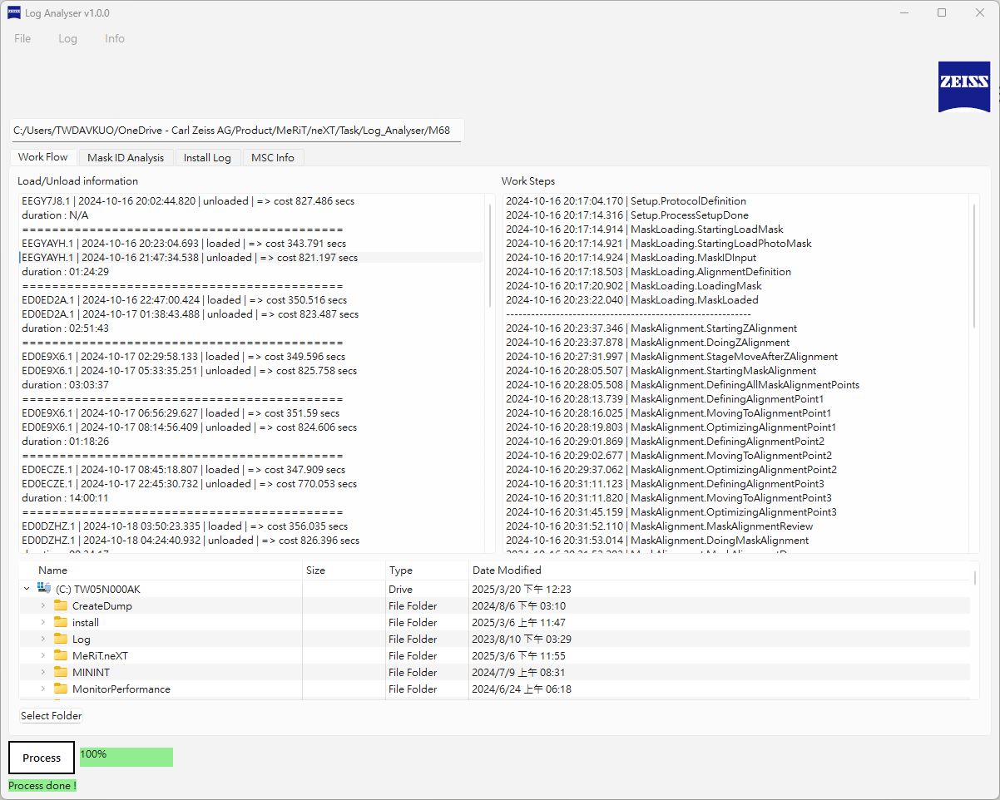 ZEISS Log Analyser v1.0.0
File Log Info
ZEISS
C:/Users/TWDAVKUO/OneDrive - Carl Zeiss AG/Product/MeRiT/neXT/Task/Log_Analyser/M68
Work Flow Mask ID Analysis Install Log MSC Info
Load/Unload information
EEGY7J8.1 | 2024-10-16 20:02:44.820 | unloaded | => cost 827.486 secs
duration : N/A
============================================
EEGYAYH.1 | 2024-10-16 20:23:04.693 | loaded | => cost 343.791 secs
EEGYAYH.1 | 2024-10-16 21:47:34.538 | unloaded | => cost 821.197 secs
duration : 01:24:29
============================================
ED0ED2A.1 | 2024-10-16 22:47:00.424 | loaded | => cost 350.516 secs
ED0ED2A.1 | 2024-10-17 01:38:43.488 | unloaded | => cost 823.487 secs
duration : 02:51:43
============================================
ED0E9X6.1 | 2024-10-17 02:29:58.133 | loaded | => cost 349.596 secs
ED0E9X6.1 | 2024-10-17 05:33:35.251 | unloaded | => cost 825.758 secs
duration : 03:03:37
============================================
ED0E9X6.1 | 2024-10-17 06:56:29.627 | loaded | => cost 351.59 secs
ED0E9X6.1 | 2024-10-17 08:14:56.409 | unloaded | => cost 824.606 secs
duration : 01:18:26
============================================
ED0ECZE.1 | 2024-10-17 08:45:18.807 | loaded | => cost 347.909 secs
ED0ECZE.1 | 2024-10-17 22:45:30.732 | unloaded | => cost 770.053 secs
duration : 14:00:11
============================================
ED0DZHZ.1 | 2024-10-18 03:50:23.335 | loaded | => cost 356.035 secs
ED0DZHZ.1 | 2024-10-18 04:24:40.932 | unloaded | => cost 826.396 secs
Work Steps
2024-10-16 20:17:04.170 | Setup.ProtocolDefinition
2024-10-16 20:17:14.316 | Setup.ProcessSetupDone
2024-10-16 20:17:14.914 | MaskLoading.StartingLoadMask
2024-10-16 20:17:14.921 | MaskLoading.StartingLoadPhotoMask
2024-10-16 20:17:14.924 | MaskLoading.MaskIDInput
2024-10-16 20:17:18.503 | MaskLoading.AlignmentDefinition
2024-10-16 20:17:20.902 | MaskLoading.LoadingMask
2024-10-16 20:23:22.040 | MaskLoading.MaskLoaded
--------------------------------------------------------
2024-10-16 20:23:37.346 | MaskAlignment.StartingZAlignment
2024-10-16 20:23:37.878 | MaskAlignment.DoingZAlignment
2024-10-16 20:27:31.997 | MaskAlignment.StageMoveAfterZAlignment
2024-10-16 20:28:05.507 | MaskAlignment.StartingMaskAlignment
2024-10-16 20:28:05.508 | MaskAlignment.DefiningAllMaskAlignmentPoints
2024-10-16 20:28:13.739 | MaskAlignment.DefiningAlignmentPoint1
2024-10-16 20:28:16.025 | MaskAlignment.MovingToAlignmentPoint1
2024-10-16 20:28:19.803 | MaskAlignment.OptimizingAlignmentPoint1
2024-10-16 20:29:01.869 | MaskAlignment.DefiningAlignmentPoint2
2024-10-16 20:29:02.677 | MaskAlignment.MovingToAlignmentPoint2
2024-10-16 20:29:37.062 | MaskAlignment.OptimizingAlignmentPoint2
2024-10-16 20:31:11.123 | MaskAlignment.DefiningAlignmentPoint3
2024-10-16 20:31:11.820 | MaskAlignment.MovingToAlignmentPoint3
2024-10-16 20:31:45.159 | MaskAlignment.OptimizingAlignmentPoint3
2024-10-16 20:31:52.110 | MaskAlignment.MaskAlignmentReview
2024-10-16 20:31:53.014 | MaskAlignment.DoingMaskAlignment
Name Size Type Date Modified
(C:) TW05N000AK Drive 2025/3/20 下午 12:23
CreateDump File Folder 2024/8/6 下午 03:10
install File Folder 2025/3/6 上午 11:47
Log File Folder 2023/8/10 下午 03:29
MeRiT.neXT File Folder 2025/3/6 下午 11:55
MININT File Folder 2024/7/9 上午 08:31
MonitorPerformance File Folder 2024/6/24 上午 06:18
Select Folder
Process 100%
Process done !